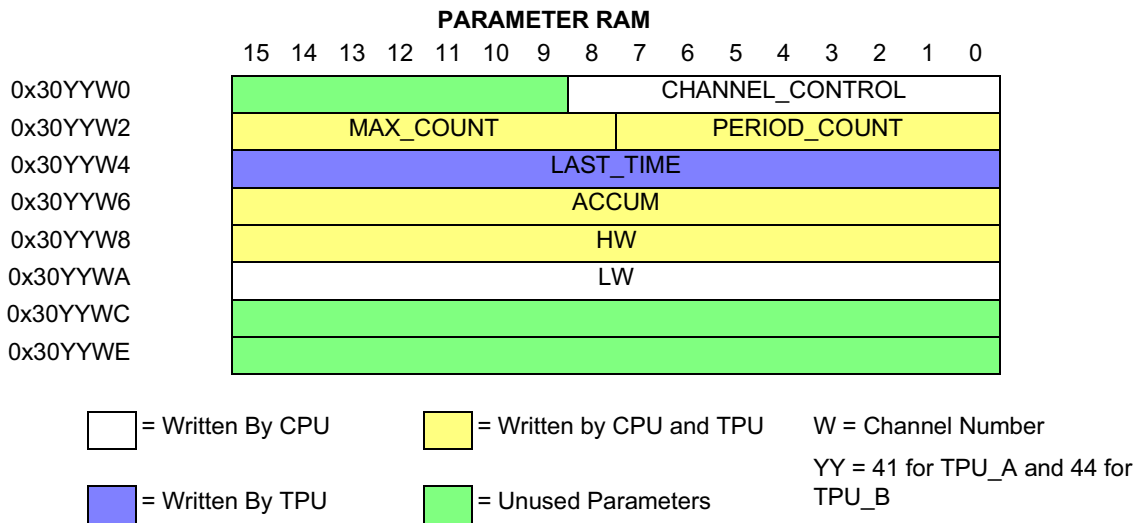 PARAMETER RAM
15 14 13 12 11 10 9 8 7 6 5 4 3 2 1 0
0x30YYW0 CHANNEL_CONTROL
0x30YYW2 MAX_COUNT PERIOD_COUNT
0x30YYW4 LAST_TIME
0x30YYW6 ACCUM
0x30YYW8 HW
0x30YYWA LW
0x30YYWC
0x30YYWE
= Written By CPU = Written by CPU and TPU W = Channel Number
YY = 41 for TPU_A and 44 for
= Written By TPU = Unused Parameters TPU_B